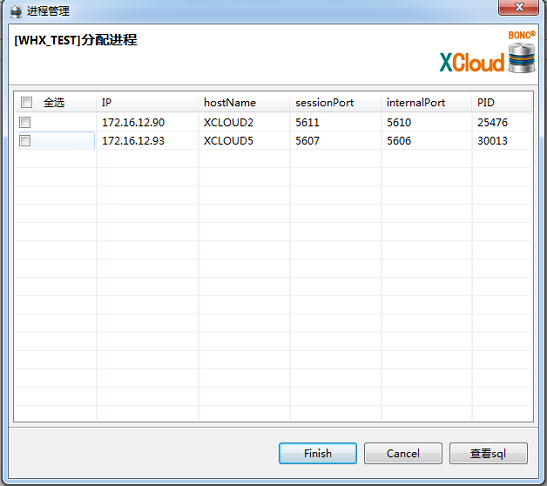 进程管理
[WHX_TEST]分配进程
BONC®
XCloud
全选 IP hostName sessionPort internalPort PID
172.16.12.90 XCLOUD2 5611 5610 25476
172.16.12.93 XCLOUD5 5607 5606 30013
Finish Cancel 查看sql